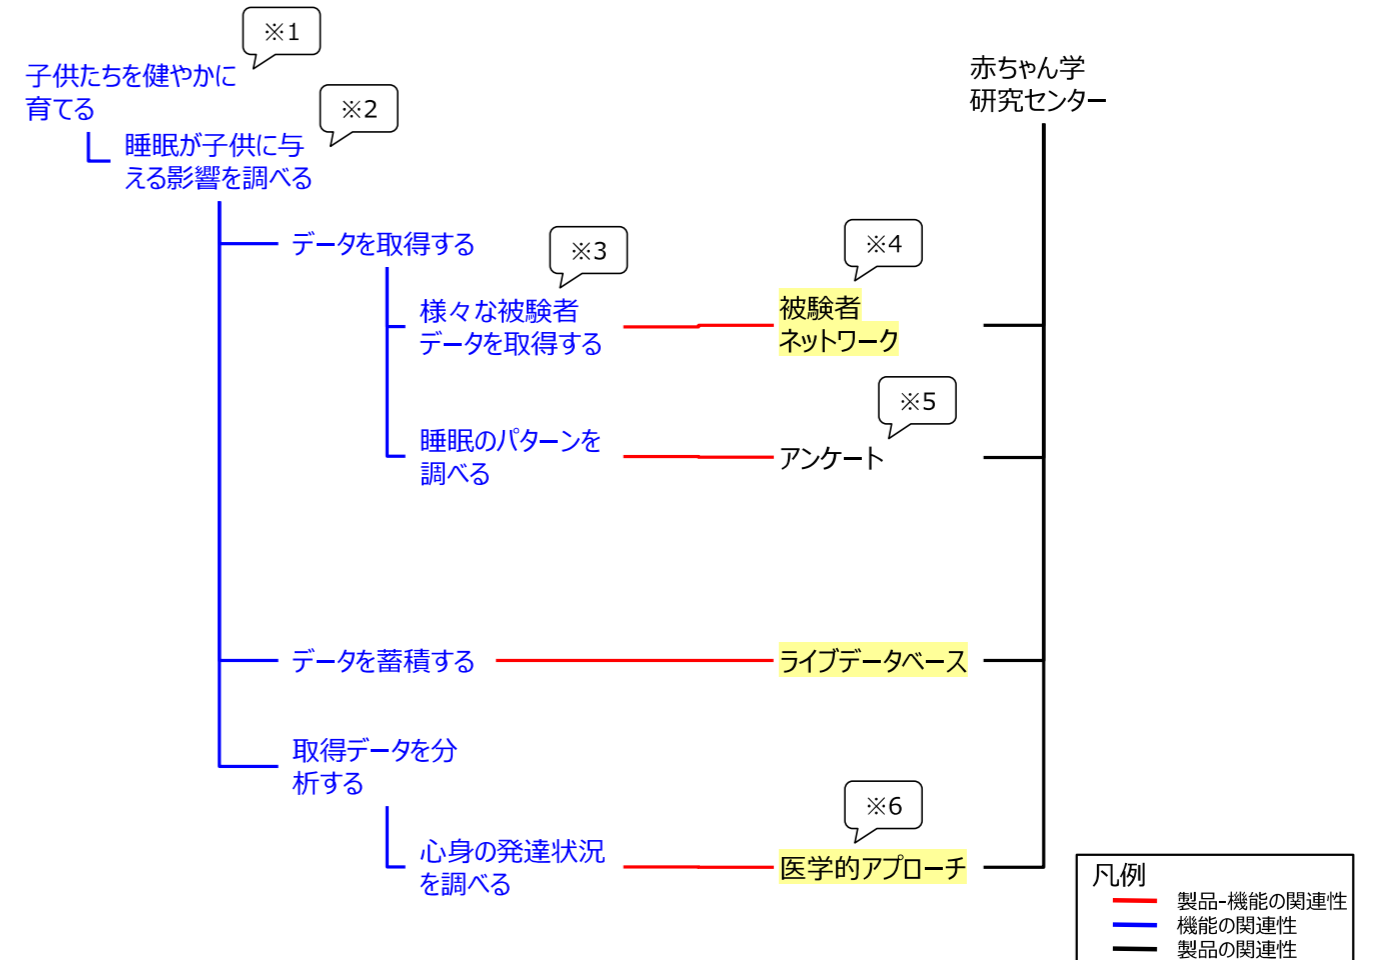 ※1
子供たちを健やかに
育てる
※2
睡眠が子供に与
える影響を調べる
赤ちゃん学
研究センター
データを取得する
※3
※4
様々な被験者
データを取得する
被験者
ネットワーク
※5
睡眠のパターンを
調べる
アンケート
データを蓄積する
ライブデータベース
取得データを分
析する
※6
心身の発達状況
を調べる
医学的アプローチ
凡例
製品-機能の関連性
機能の関連性
製品の関連性